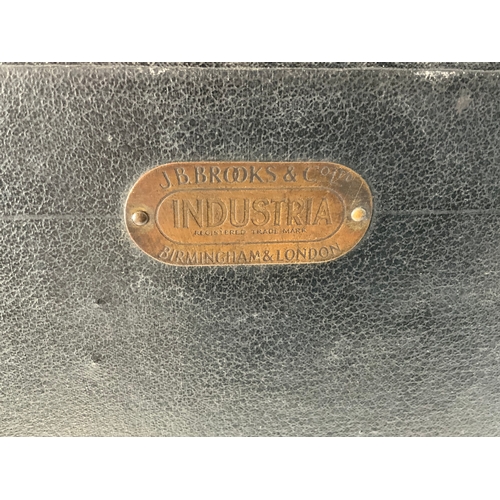 J.B.BROOKS & Co LTD
INDUSTRIA
REGISTERED TRADE MARK
BIRMINGHAM & LONDON